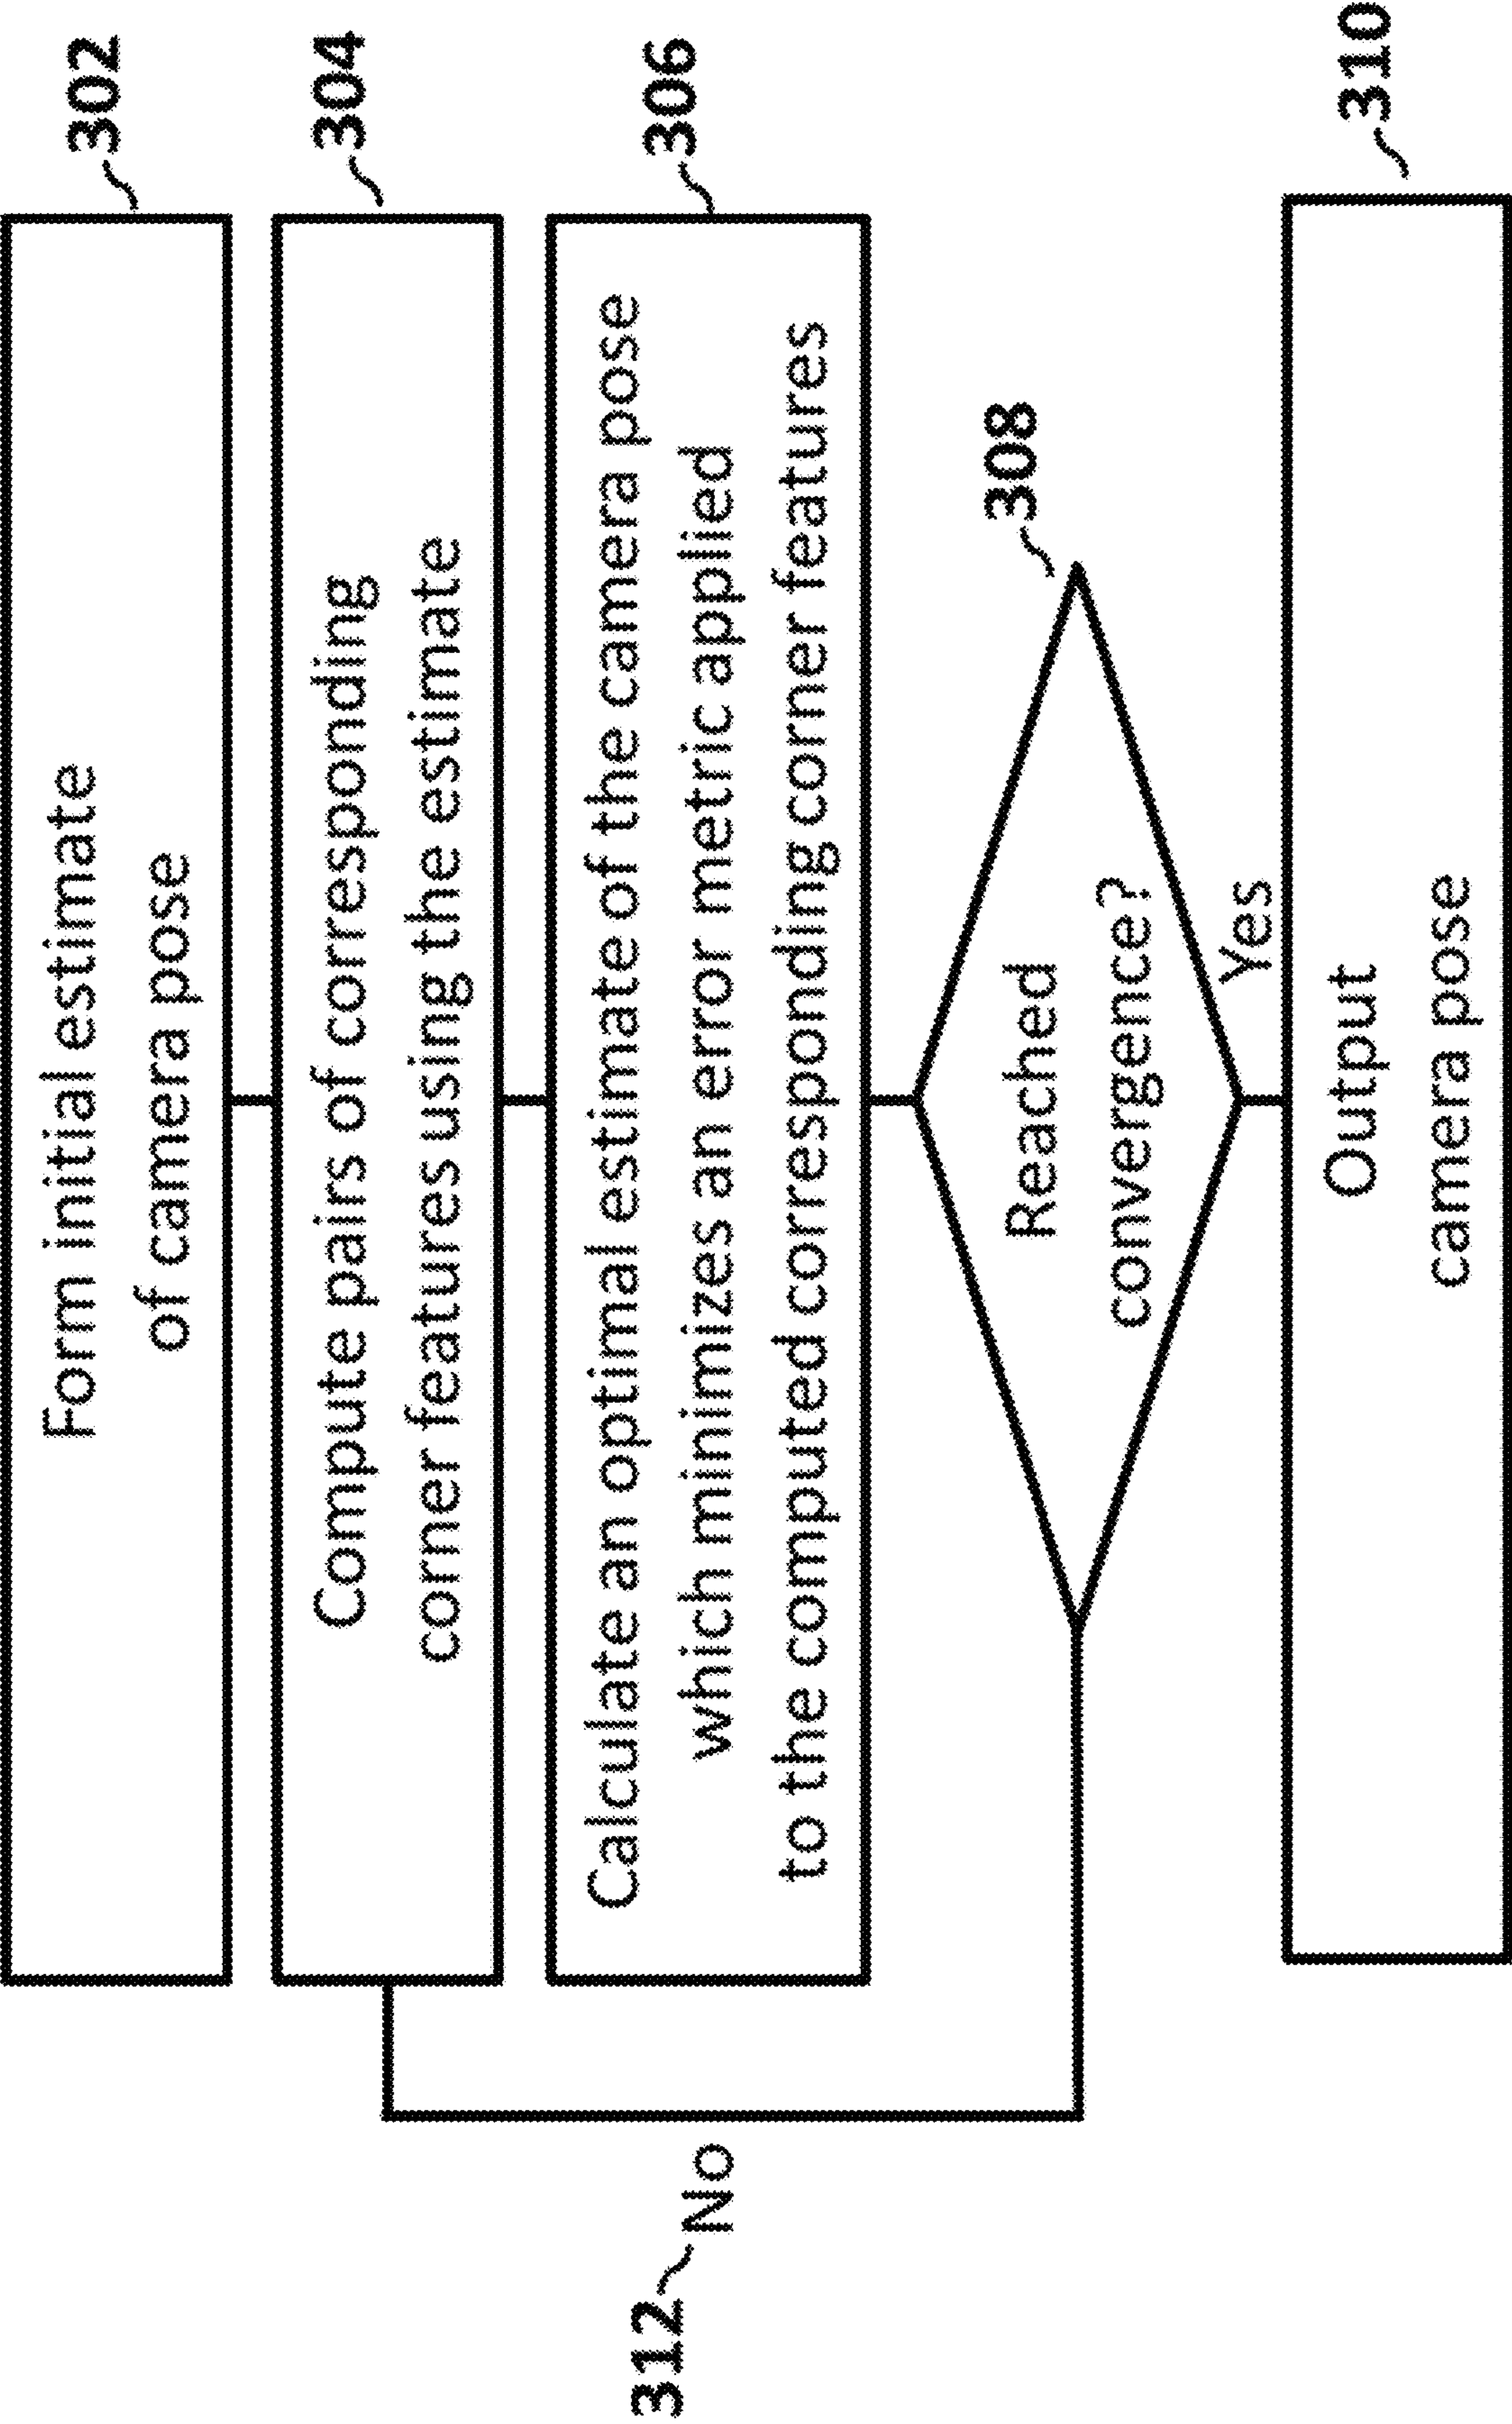 Form initial estimate
of camera pose
302
Compute pairs of corresponding
corner features using the estimate
304
Calculate an optimal estimate of the camera pose
which minimizes an error metric applied
to the computed corresponding corner features
306
312
No
Reached
convergence?
308
Yes
Output
camera pose
310